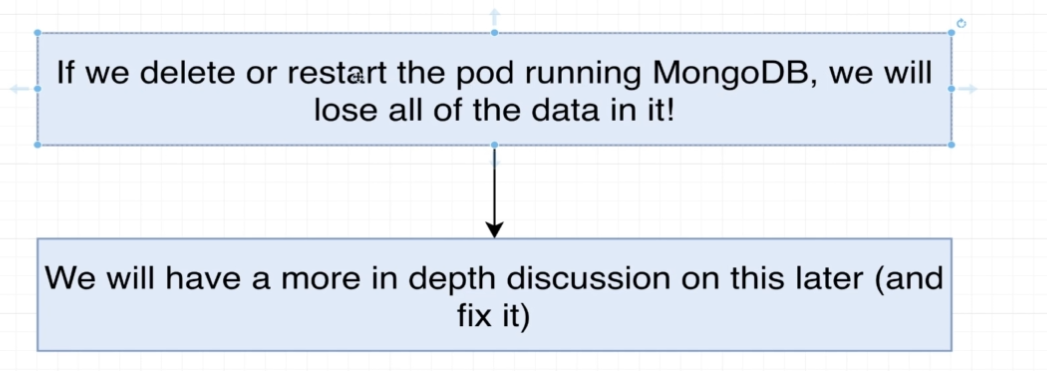 If we delete or restart the pod running MongoDB, we will
lose all of the data in it!
We will have a more in depth discussion on this later (and
fix it)